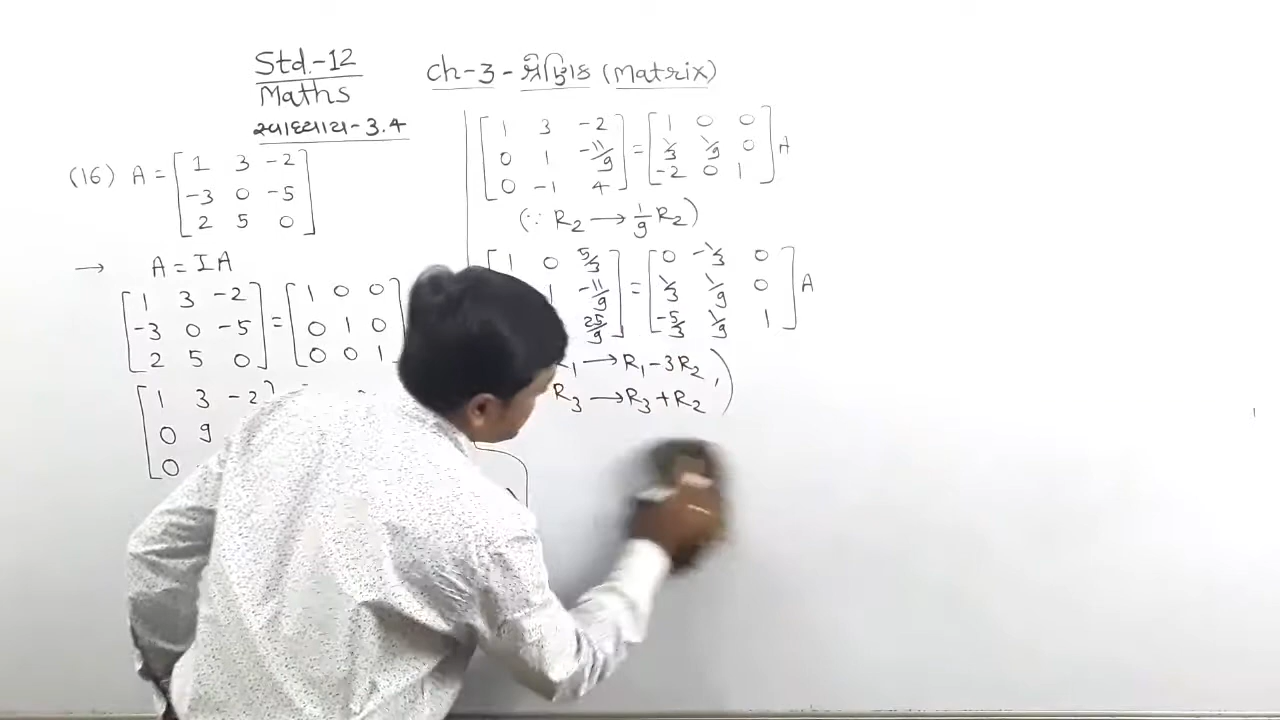 Std.-12
Maths
સ્વાધ્યાય-3.4
Ch-3-શ્રેણિક (Matrix)
(16) A = [ 1 3 -2
-3 0 -5
2 5 0 ]
→ A = IA
[ 1 3 -2
-3 0 -5
2 5 0 ] = [ 1 0 0
0 1 0
0 0 1
[ 1 3 -2
0 9
0
[ 1 3 -2
0 1 -11/9
0 -1 4 ] = [ 1 0 0
1/3 1/9 0
-2 0 1 ] A
(∵ R₂ → 1/9 R₂)
[ 1 0 5/3
1 -11/9
25/9 ] = [ 0 -1/3 0
1/3 1/9 0
-5/3 1/9 1 ] A
R₁ → R₁-3R₂,
R₃ → R₃+R₂ )